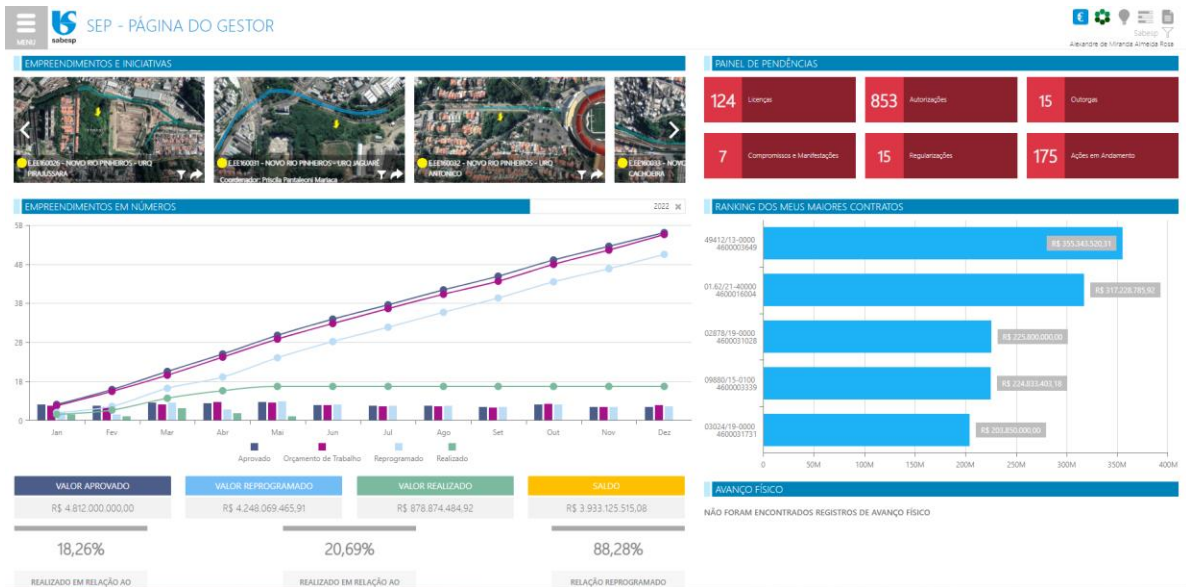 MENU
sabesp
SEP - PÁGINA DO GESTOR
Sabesp
Alexandre de Miranda Almeida Rosa
EMPREENDIMENTOS E INICIATIVAS
E.EE160026 - NOVO RIO PINHEIROS - URQ
PIRAJUSSARA
E.EE160031 - NOVO RIO PINHEIROS - URQ JAGUARÉ
Coordenador: Priscila Pantaleoni Mariaca
E.EE160032 - NOVO RIO PINHEIROS - URQ
ANTONICO
E.EE160033 - NOVO
CACHOEIRA
PAINEL DE PENDÊNCIAS
124 Licenças
853 Autorizações
15 Outorgas
7 Compromissos e Manifestações
15 Regularizações
175 Ações em Andamento
EMPREENDIMENTOS EM NÚMEROS
2022
5B
4B
3B
2B
1B
0
Jan Fev Mar Abr Mai Jun Jul Ago Set Out Nov Dez
Aprovado Orçamento de Trabalho Reprogramado Realizado
RANKING DOS MEUS MAIORES CONTRATOS
49412/13-0000
4600003649
R$ 355.343.520,31
01.62/21-40000
4600016004
R$ 317.228.785,92
02878/19-0000
4600031028
R$ 225.800.000,00
09880/15-0100
4600003339
R$ 224.833.403,18
03024/19-0000
4600031731
R$ 203.850.000,00
0 50M 100M 150M 200M 250M 300M 350M 400M
VALOR APROVADO
R$ 4.812.000.000,00
VALOR REPROGRAMADO
R$ 4.248.069.465,91
VALOR REALIZADO
R$ 878.874.484,92
SALDO
R$ 3.933.125.515,08
18,26%
REALIZADO EM RELAÇÃO AO
20,69%
REALIZADO EM RELAÇÃO AO
88,28%
RELAÇÃO REPROGRAMADO
AVANÇO FÍSICO
NÃO FORAM ENCONTRADOS REGISTROS DE AVANÇO FÍSICO